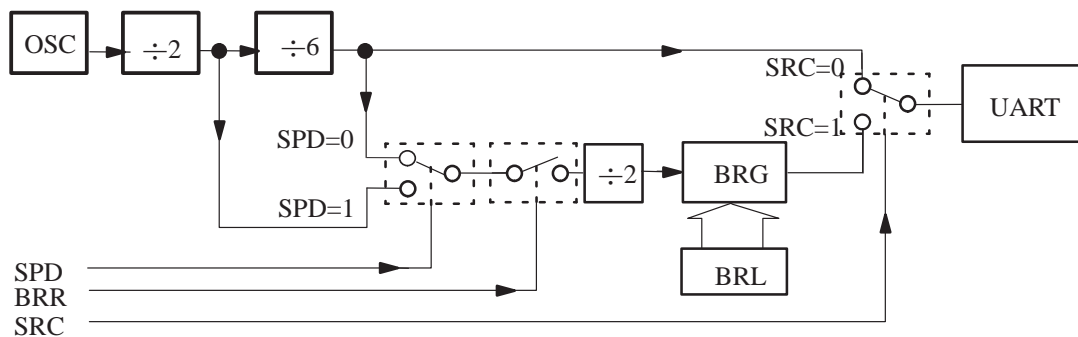 OSC
÷2
÷6
SRC=0
UART
SRC=1
SPD=0
÷2
BRG
SPD=1
BRL
SPD
BRR
SRC